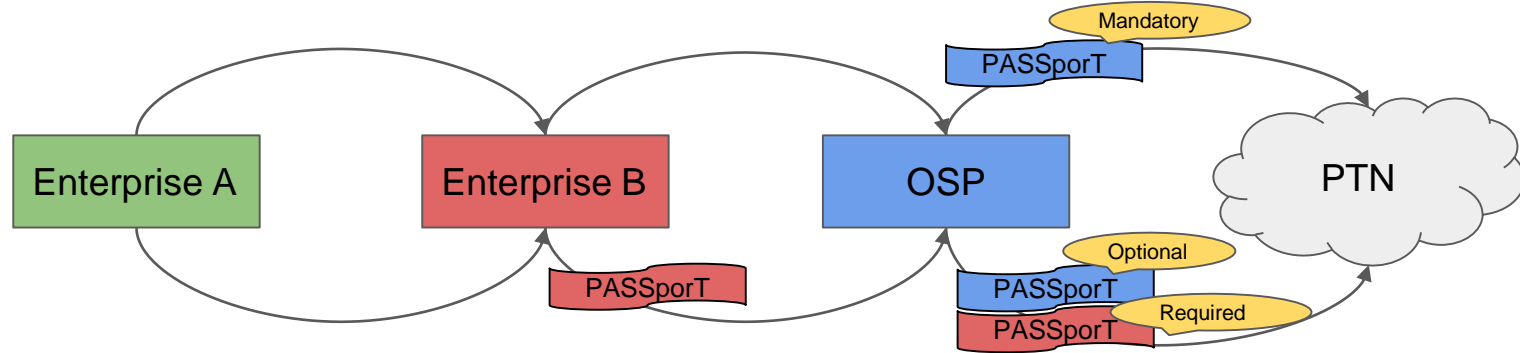 Mandatory
PASSporT
Enterprise A
Enterprise B
OSP
PTN
Optional
PASSporT
PASSporT
Required
PASSporT